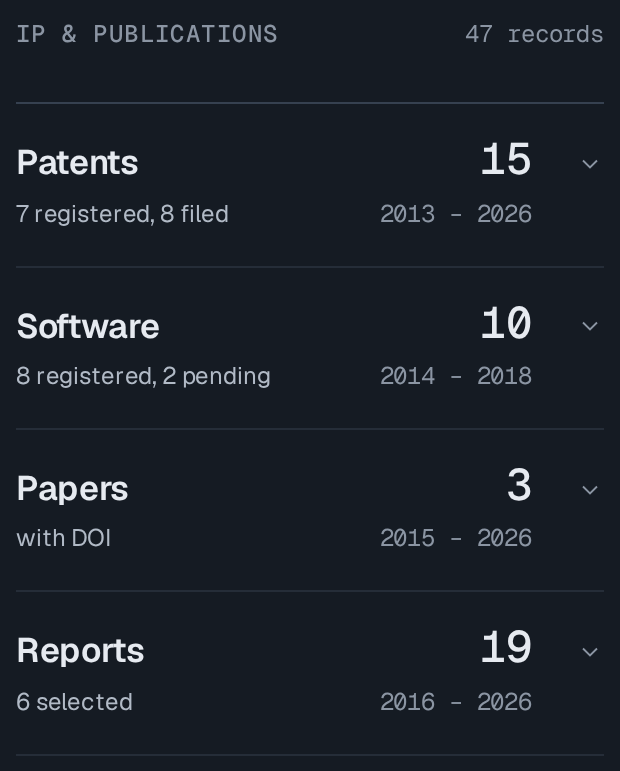 IP & PUBLICATIONS 47 records
Patents 15
7 registered, 8 filed 2013 – 2026
Software 10
8 registered, 2 pending 2014 – 2018
Papers 3
with DOI 2015 – 2026
Reports 19
6 selected 2016 – 2026